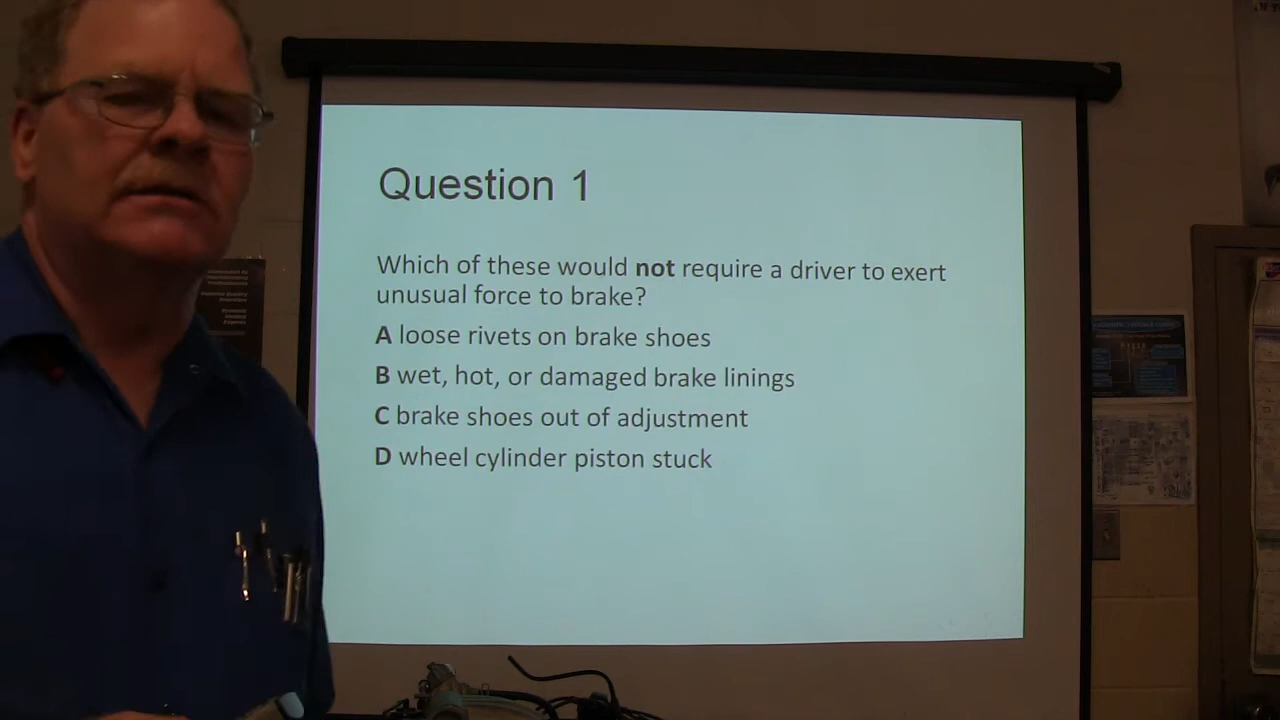 Question 1
Which of these would not require a driver to exert
unusual force to brake?
A loose rivets on brake shoes
B wet, hot, or damaged brake linings
C brake shoes out of adjustment
D wheel cylinder piston stuck